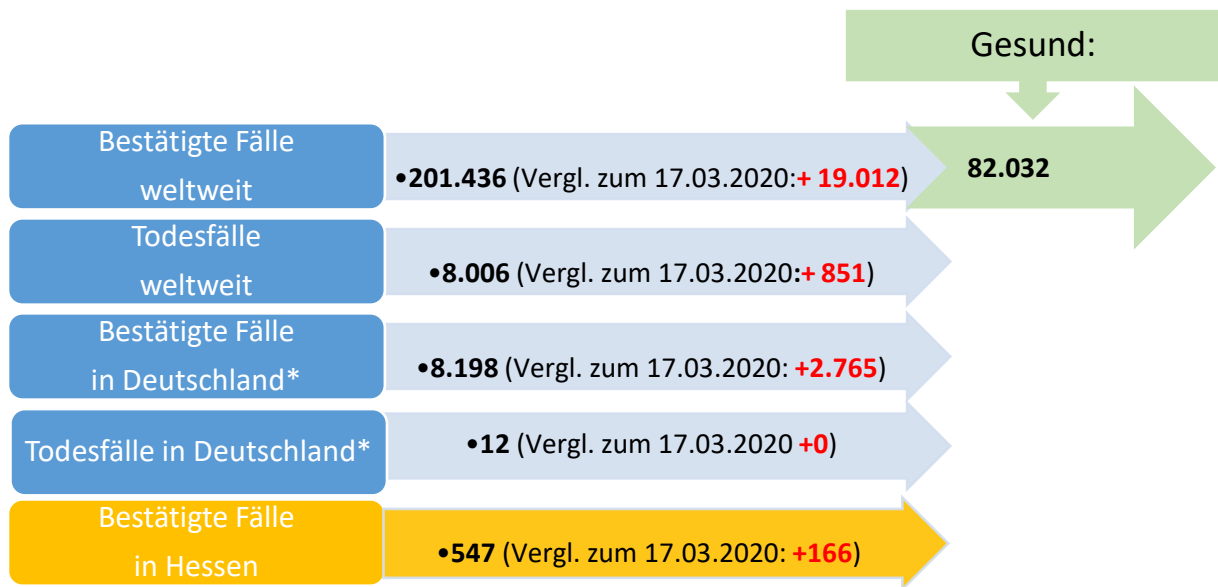 Gesund:
Bestätigte Fälle
weltweit
•201.436 (Vergl. zum 17.03.2020:+ 19.012)
82.032
Todesfälle
weltweit
•8.006 (Vergl. zum 17.03.2020:+ 851)
Bestätigte Fälle
in Deutschland*
•8.198 (Vergl. zum 17.03.2020: +2.765)
Todesfälle in Deutschland*
•12 (Vergl. zum 17.03.2020 +0)
Bestätigte Fälle
in Hessen
•547 (Vergl. zum 17.03.2020: +166)